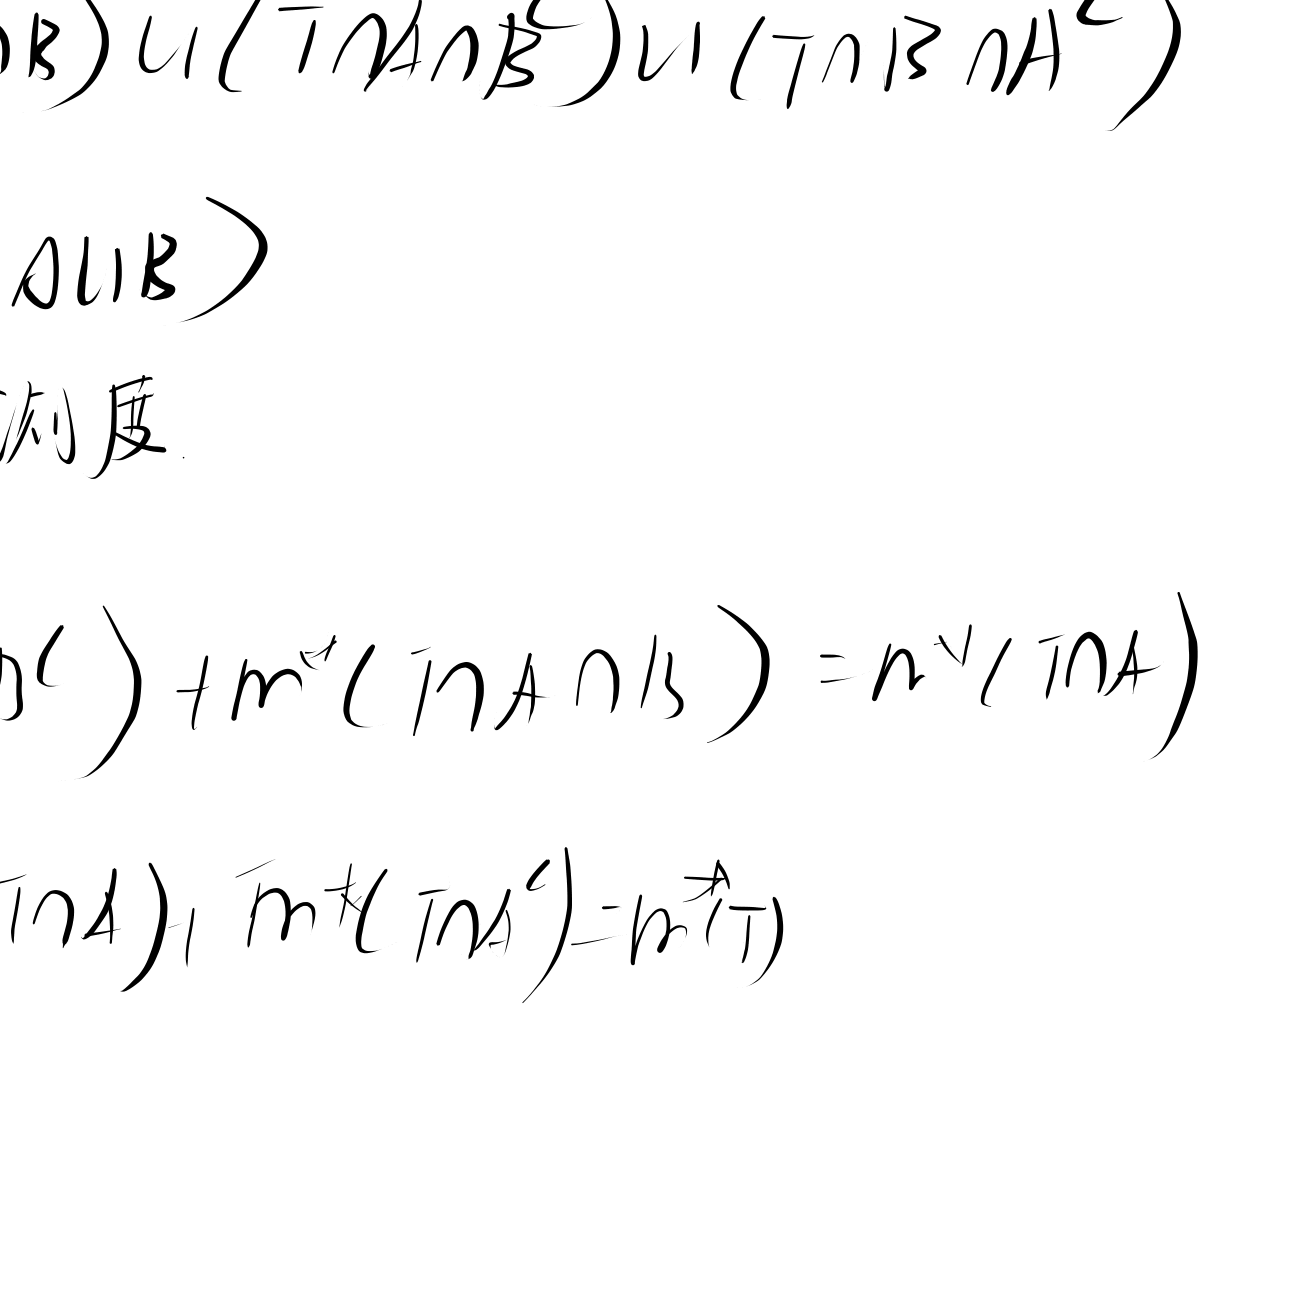 ∩B)∪(T∩A∩B^c)∪(T∩B∩A^c)
A∪B)
测度.
B^c)+m*(T∩A∩B)=m*(T∩A)
T∩A)+m*(T∩A^c)=m*(T)